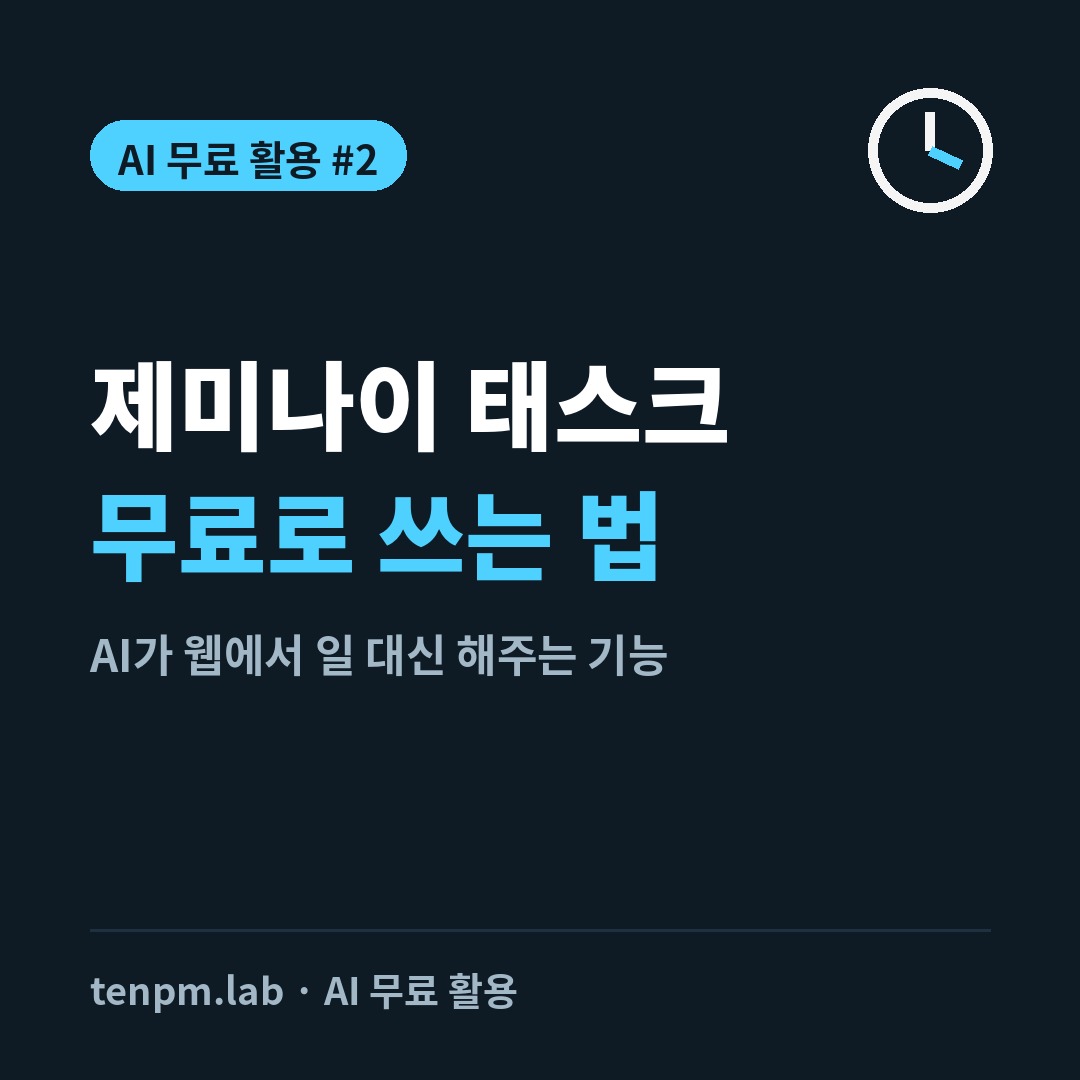 AI 무료 활용 #2
제미나이 태스크
무료로 쓰는 법
AI가 웹에서 일 대신 해주는 기능
tenpm.lab · AI 무료 활용